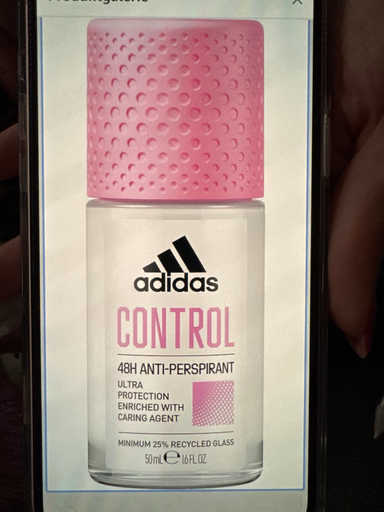 Produktgalerie
adidas
CONTROL
48H ANTI-PERSPIRANT
ULTRA
PROTECTION
ENRICHED WITH
CARING AGENT
MINIMUM 25% RECYCLED GLASS
50 mL ℮ 1.6 FL.OZ.